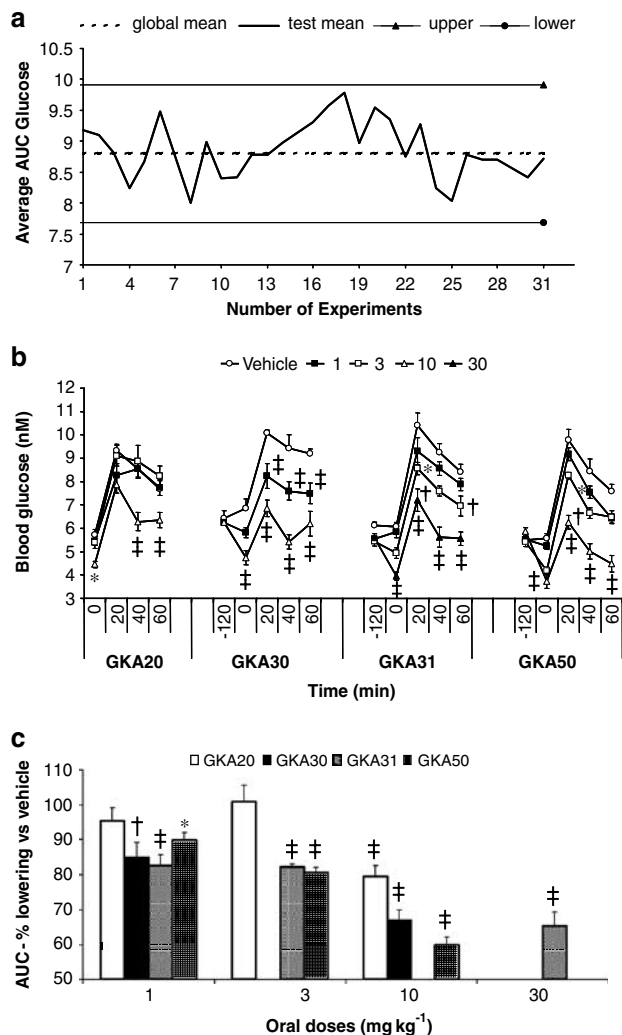 a
global mean test mean upper lower
10.5
10
9.5
9
8.5
8
7.5
7
Average AUC Glucose
1 4 7 10 13 16 19 22 25 28 31
Number of Experiments
b
Vehicle 1 3 10 30
12
11
10
9
8
7
6
5
4
3
Blood glucose (nM)
* ‡ ‡ ‡ ‡ ‡ ‡ ‡ ‡ ‡ * † † ‡ ‡ ‡ * † ‡ ‡ ‡ ‡
0 20 40 60 -120 0 20 40 60 -120 0 20 40 60 -120 0 20 40 60
GKA20 GKA30 GKA31 GKA50
Time (min)
c
GKA20 GKA30 GKA31 GKA50
110
100
90
80
70
60
50
AUC-% lowering vs vehicle
† ‡ * ‡ ‡ ‡ ‡ ‡ ‡
1 3 10 30
Oral doses (mg kg⁻¹)